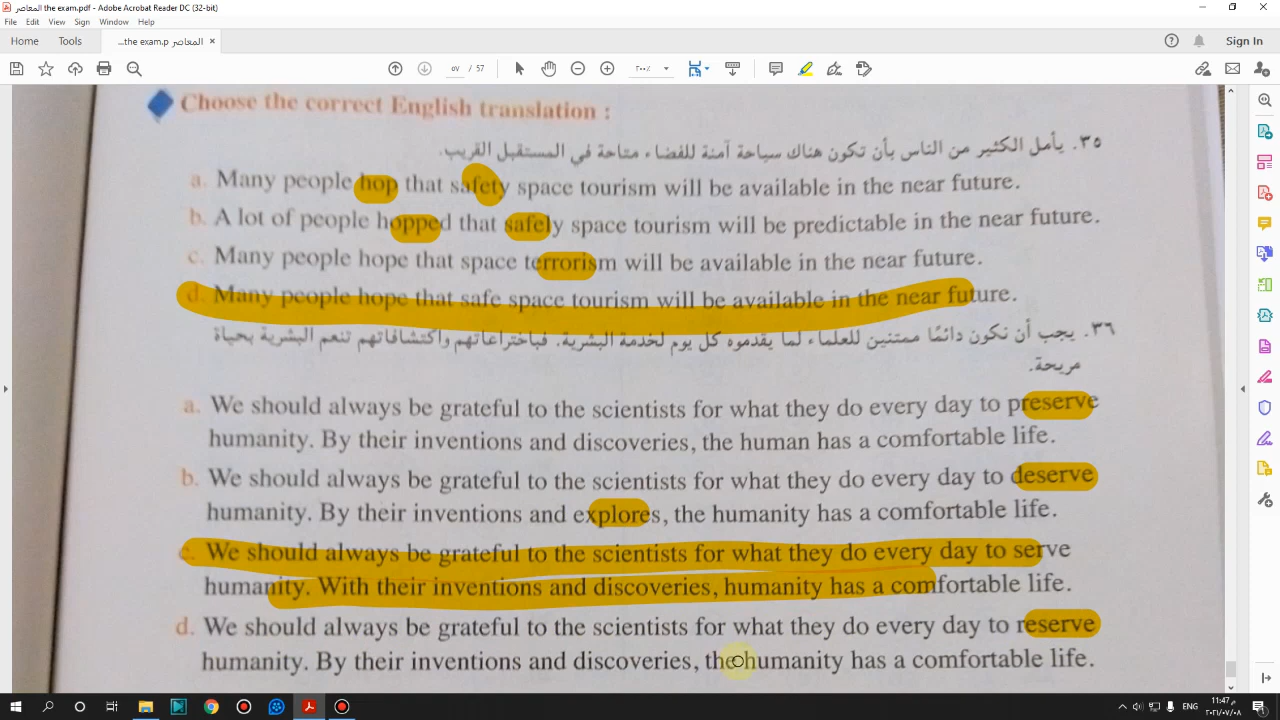 المعاصر the exam.pdf - Adobe Acrobat Reader DC (32-bit)
File Edit View Sign Window Help
Home Tools المعاصر the exam.p... × Sign In
٥٧ / 57 ٢٠٠٪
Choose the correct English translation :
٣٥. يأمل الكثير من الناس بأن تكون هناك سياحة آمنة للفضاء متاحة في المستقبل القريب.
a. Many people hop that safety space tourism will be available in the near future.
b. A lot of people hopped that safely space tourism will be predictable in the near future.
c. Many people hope that space terrorism will be available in the near future.
d. Many people hope that safe space tourism will be available in the near future.
٣٦. يجب أن نكون دائمًا ممتنين للعلماء لما يقدموه كل يوم لخدمة البشرية. فباختراعاتهم واكتشافاتهم تنعم البشرية بحياة
مريحة.
a. We should always be grateful to the scientists for what they do every day to preserve
humanity. By their inventions and discoveries, the human has a comfortable life.
b. We should always be grateful to the scientists for what they do every day to deserve
humanity. By their inventions and explores, the humanity has a comfortable life.
c. We should always be grateful to the scientists for what they do every day to serve
humanity. With their inventions and discoveries, humanity has a comfortable life.
d. We should always be grateful to the scientists for what they do every day to reserve
humanity. By their inventions and discoveries, the humanity has a comfortable life.
ENG م 11:47
٢٠٢١/٠٧/٠٨